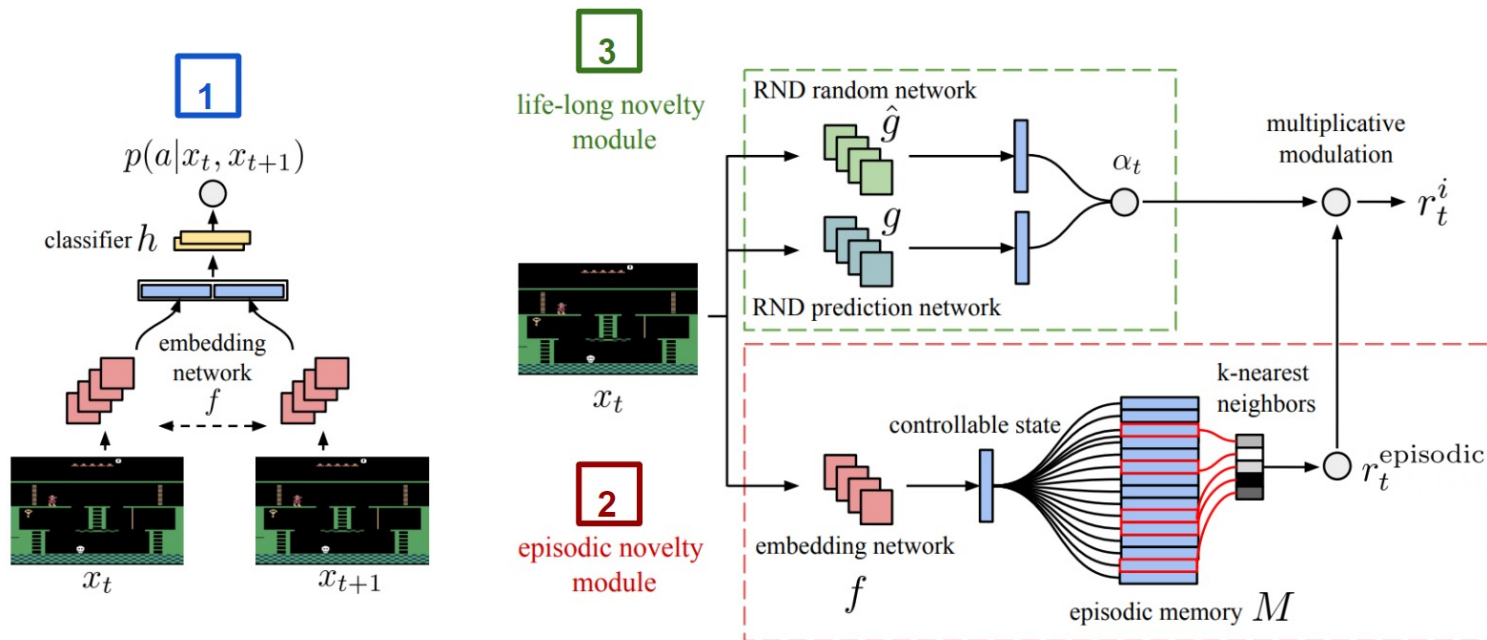 1
p(a|x_t, x_{t+1})
classifier h
embedding
network
f
x_t
x_{t+1}
3
life-long novelty
module
2
episodic novelty
module
x_t
RND random network
ĝ
g
RND prediction network
α_t
multiplicative
modulation
r_t^i
embedding network
f
controllable state
episodic memory M
k-nearest
neighbors
r_t^{episodic}